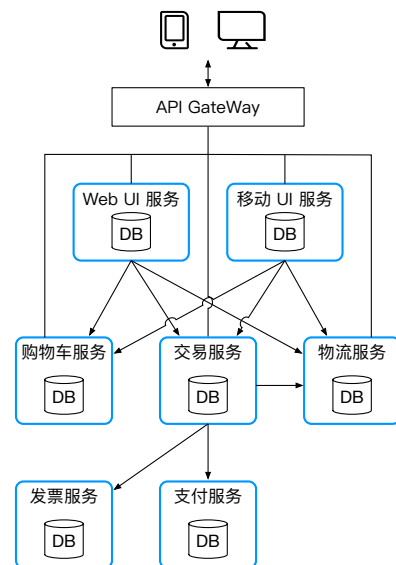 API GateWay
Web UI 服务
移动 UI 服务
DB
DB
购物车服务
交易服务
物流服务
DB
DB
DB
发票服务
支付服务
DB
DB